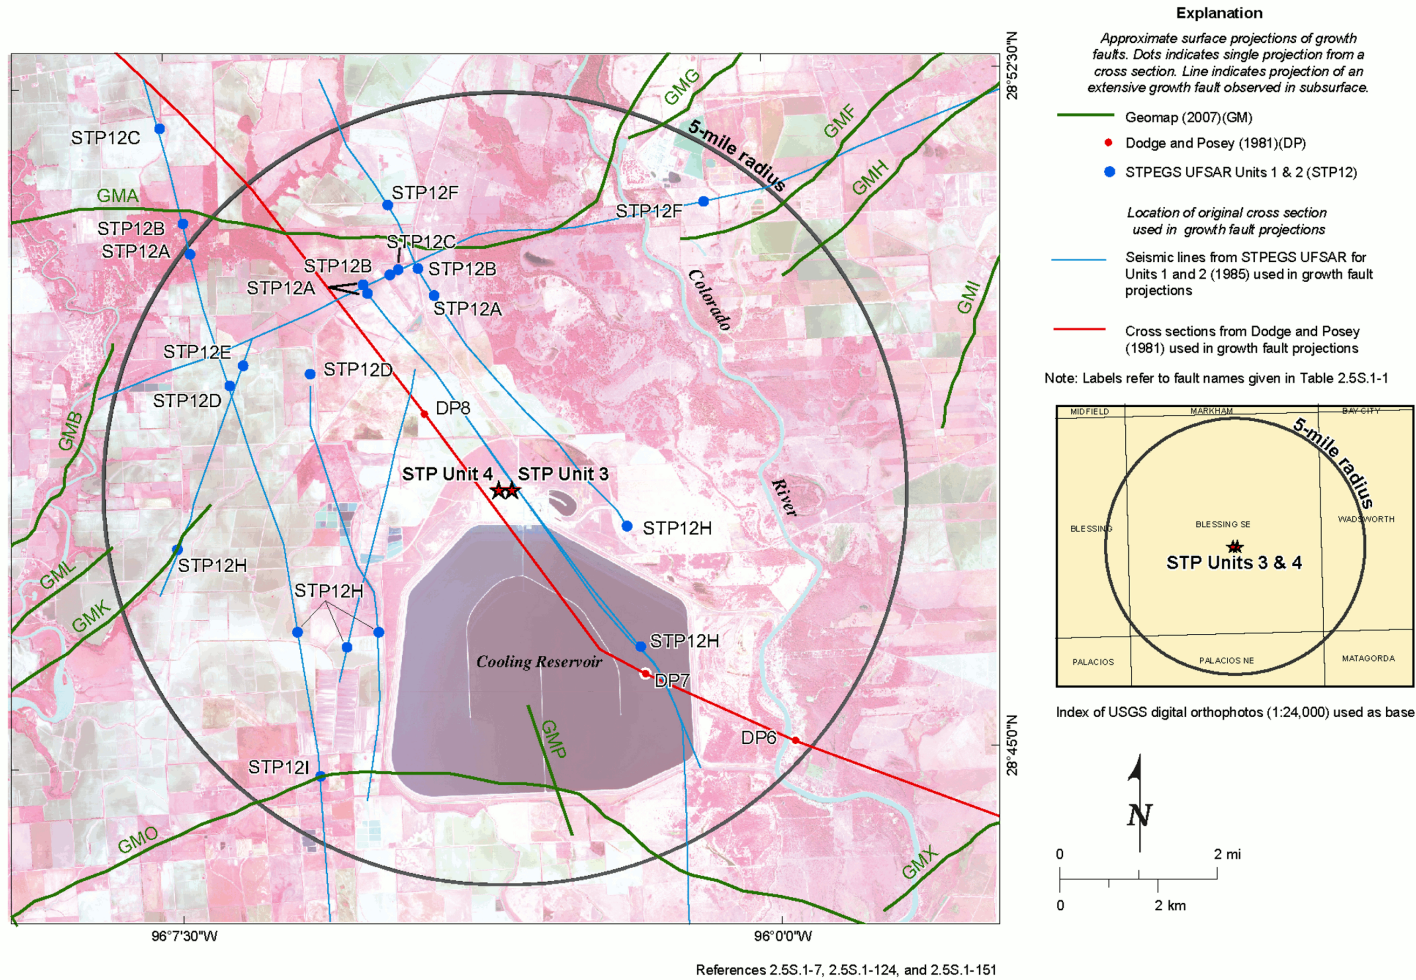 Explanation
Approximate surface projections of growth
faults. Dots indicates single projection from a
cross section. Line indicates projection of an
extensive growth fault observed in subsurface.
Geomap (2007)(GM)
Dodge and Posey (1981)(DP)
STPEGS UFSAR Units 1 & 2 (STP12)
Location of original cross section
used in growth fault projections
Seismic lines from STPEGS UFSAR for
Units 1 and 2 (1985) used in growth fault
projections
Cross sections from Dodge and Posey
(1981) used in growth fault projections
Note: Labels refer to fault names given in Table 2.5S.1-1
MIDFIELD
MARKHAM
BAY CITY
5-mile radius
BLESSING
BLESSING SE
WADSWORTH
STP Units 3 & 4
PALACIOS
PALACIOS NE
MATAGORDA
Index of USGS digital orthophotos (1:24,000) used as base
N
0
2 mi
0
2 km
28°52'30"N
28°45'0"N
96°7'30"W
96°0'0"W
GMG
GMF
5-mile radius
STP12C
GMH
GMA
STP12F
STP12F
STP12B
STP12C
STP12A
STP12B
STP12B
STP12A
STP12A
Colorado
GMI
STP12E
STP12D
STP12D
DP8
GMB
STP Unit 4
STP Unit 3
River
STP12H
STP12H
GML
GMK
STP12H
STP12H
Cooling Reservoir
DP7
GMP
DP6
STP12I
GMO
GMX
References 2.5S.1-7, 2.5S.1-124, and 2.5S.1-151